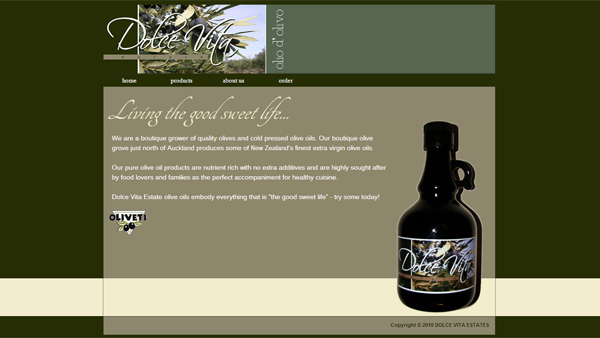 Dolce Vita
olio d'olivo
home products about us order
Living the good sweet life...
We are a boutique grower of quality olives and cold pressed olive oils. Our boutique olive
grove just north of Auckland produces some of New Zealand's finest extra virgin olive oils.
Our pure olive oil products are nutrient rich with no extra additives and are highly sought after
by food lovers and families as the perfect accompaniment for healthy cuisine.
Dolce Vita Estate olive oils embody everything that is "the good sweet life" - try some today!
OLIVETI
Dolce Vita
Copyright © 2010 DOLCE VITA ESTATES